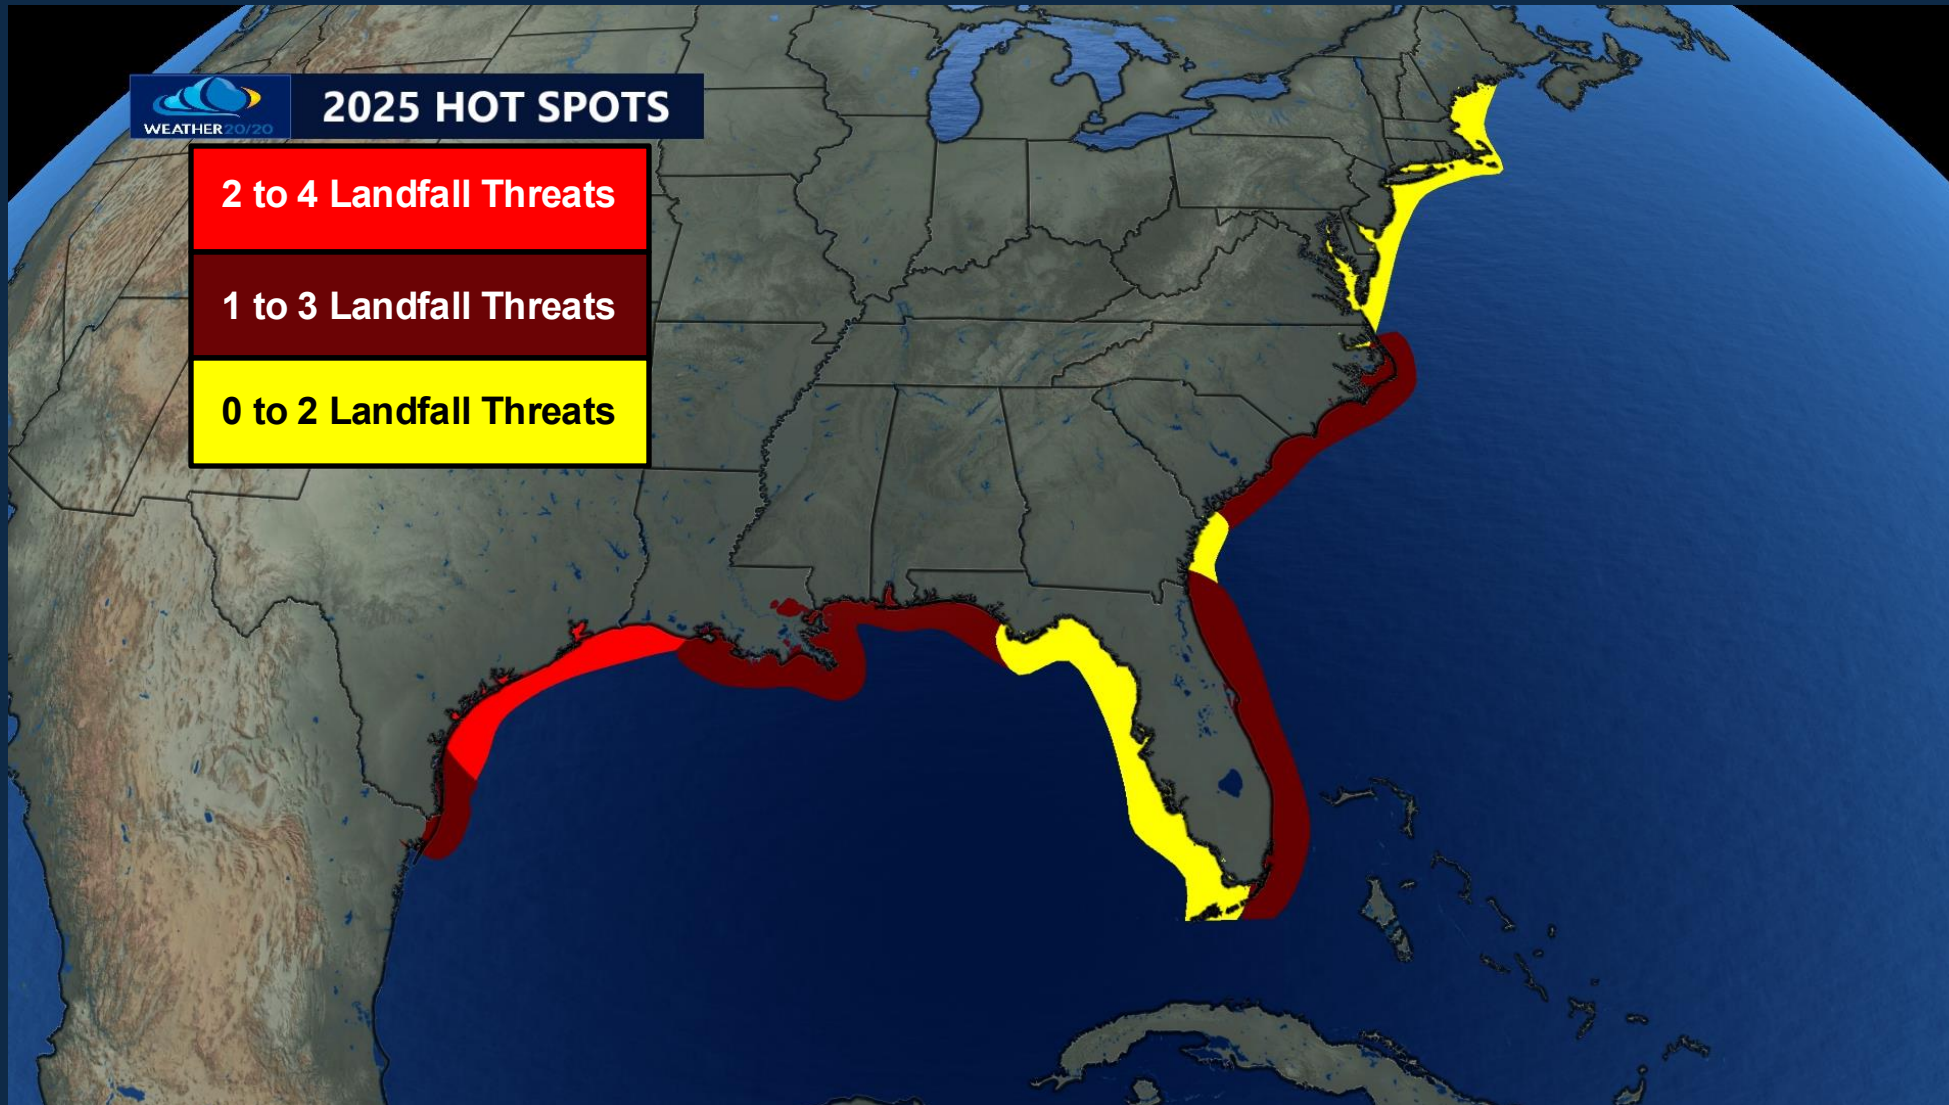 WEATHER20/20
2025 HOT SPOTS
2 to 4 Landfall Threats
1 to 3 Landfall Threats
0 to 2 Landfall Threats